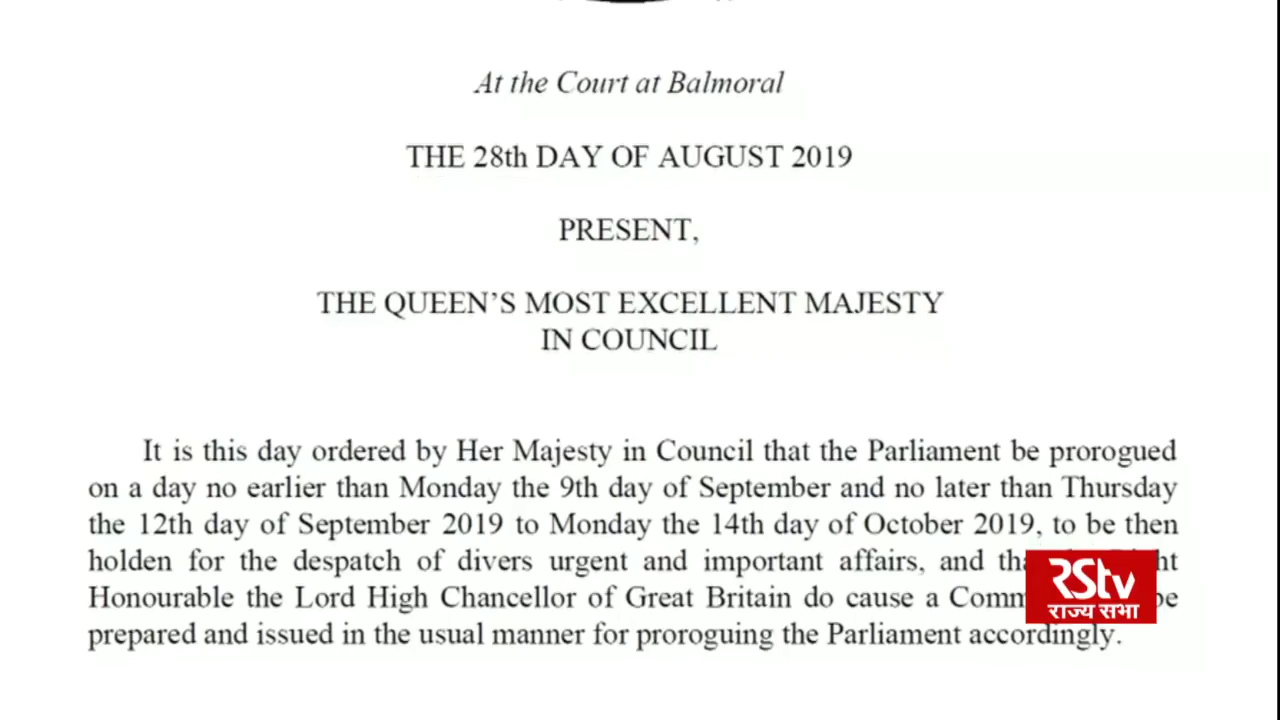 At the Court at Balmoral
THE 28th DAY OF AUGUST 2019
PRESENT,
THE QUEEN’S MOST EXCELLENT MAJESTY
IN COUNCIL
It is this day ordered by Her Majesty in Council that the Parliament be prorogued
on a day no earlier than Monday the 9th day of September and no later than Thursday
the 12th day of September 2019 to Monday the 14th day of October 2019, to be then
holden for the despatch of divers urgent and important affairs, and
Honourable the Lord High Chancellor of Great Britain do cause a be
prepared and issued in the usual manner for proroguing the Parliament accordingly.
RStv
राज्य सभा